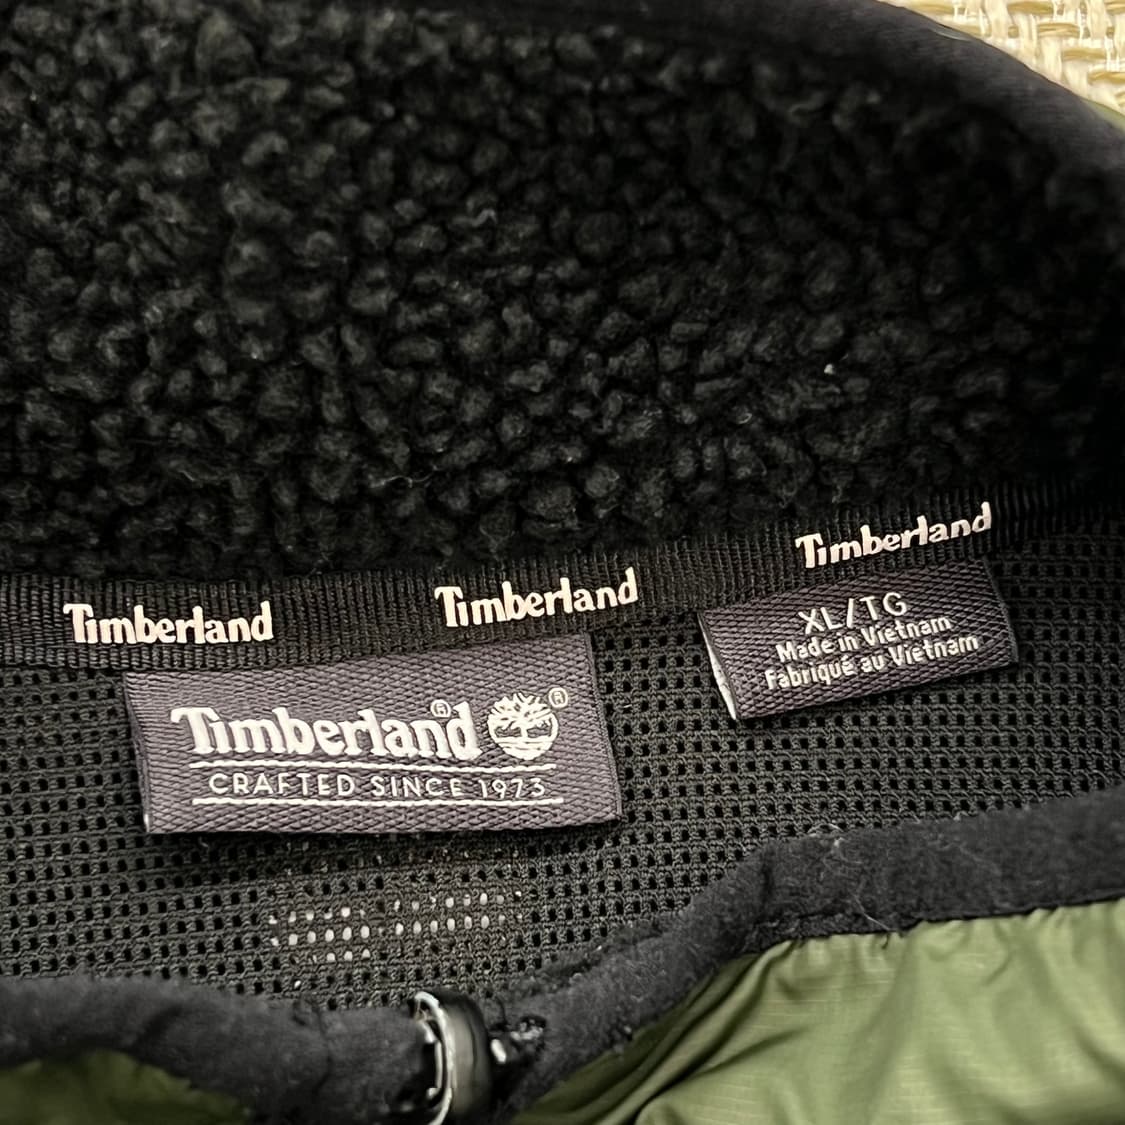 Timberland
Timberland
Timberland
Timberland® ®
CRAFTED SINCE 1973
XL/TG
Made in Vietnam
Fabriqué au Vietnam